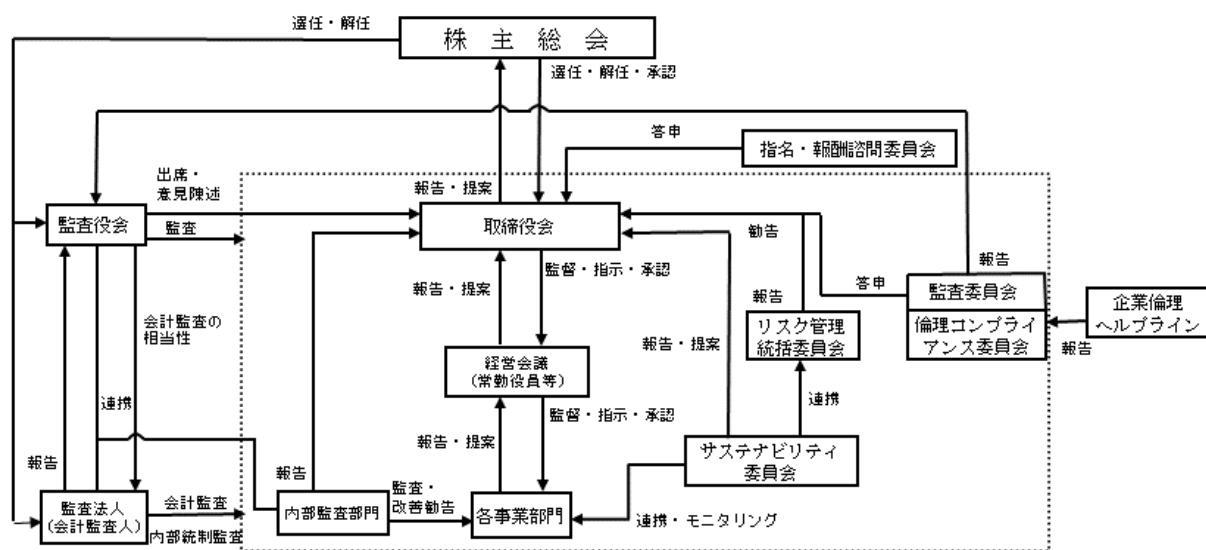 選任・解任
株 主 総 会
選任・解任・承認
答申
指名・報酬諮問委員会
出席・
意見陳述
報告・提案
監査役会
監査
取締役会
勧告
監督・指示・承認
報告・提案
報告
答申
監査委員会
企業倫理
ヘルプライン
報告
会計監査の
相当性
報告
リスク管理
統括委員会
倫理コンプライ
アンス委員会
報告・提案
経営会議
(常勤役員等)
連携
監督・指示・承認
連携
報告・提案
サステナビリティ
委員会
報告
報告
監査法人
(会計監査人)
会計監査
内部統制監査
内部監査部門
監査・
改善勧告
各事業部門
連携・モニタリング